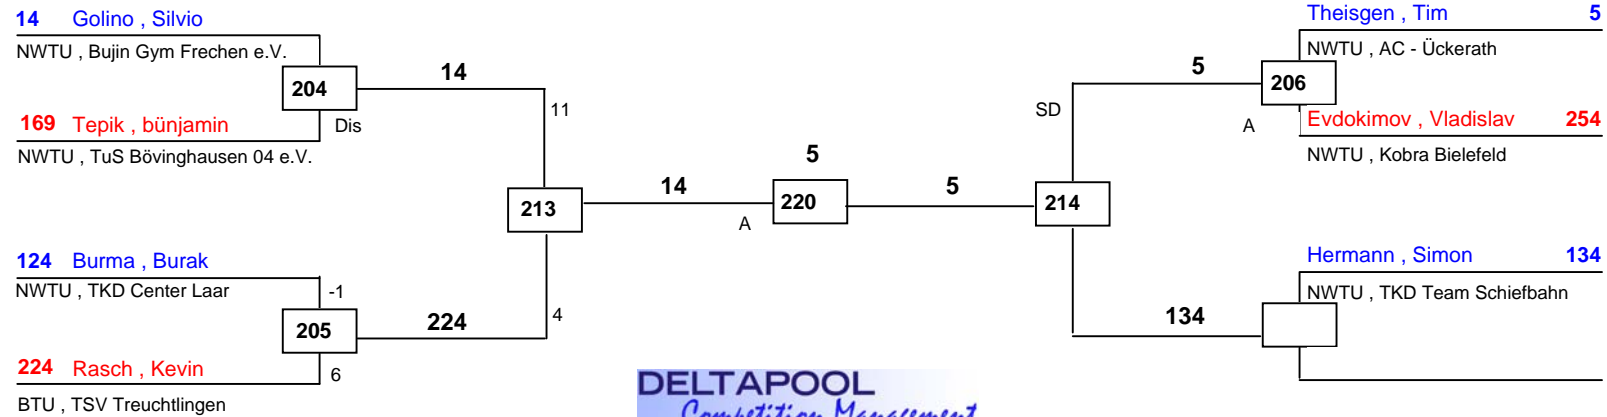 14 Golino , Silvio
NWTU , Bujin Gym Frechen e.V.
204
14
11
169 Tepik , bünjamin
Dis
NWTU , TuS Bövinghausen 04 e.V.
213
14
A
5
220
5
124 Burma , Burak
NWTU , TKD Center Laar
-1
205
224
4
224 Rasch , Kevin
6
BTU , TSV Treuchtlingen
Theisgen , Tim 5
NWTU , AC - Ückerath
5
206
SD
A
Evdokimov , Vladislav 254
NWTU , Kobra Bielefeld
214
Hermann , Simon 134
NWTU , TKD Team Schiefbahn
134
DELTAPOOL
Competition Management